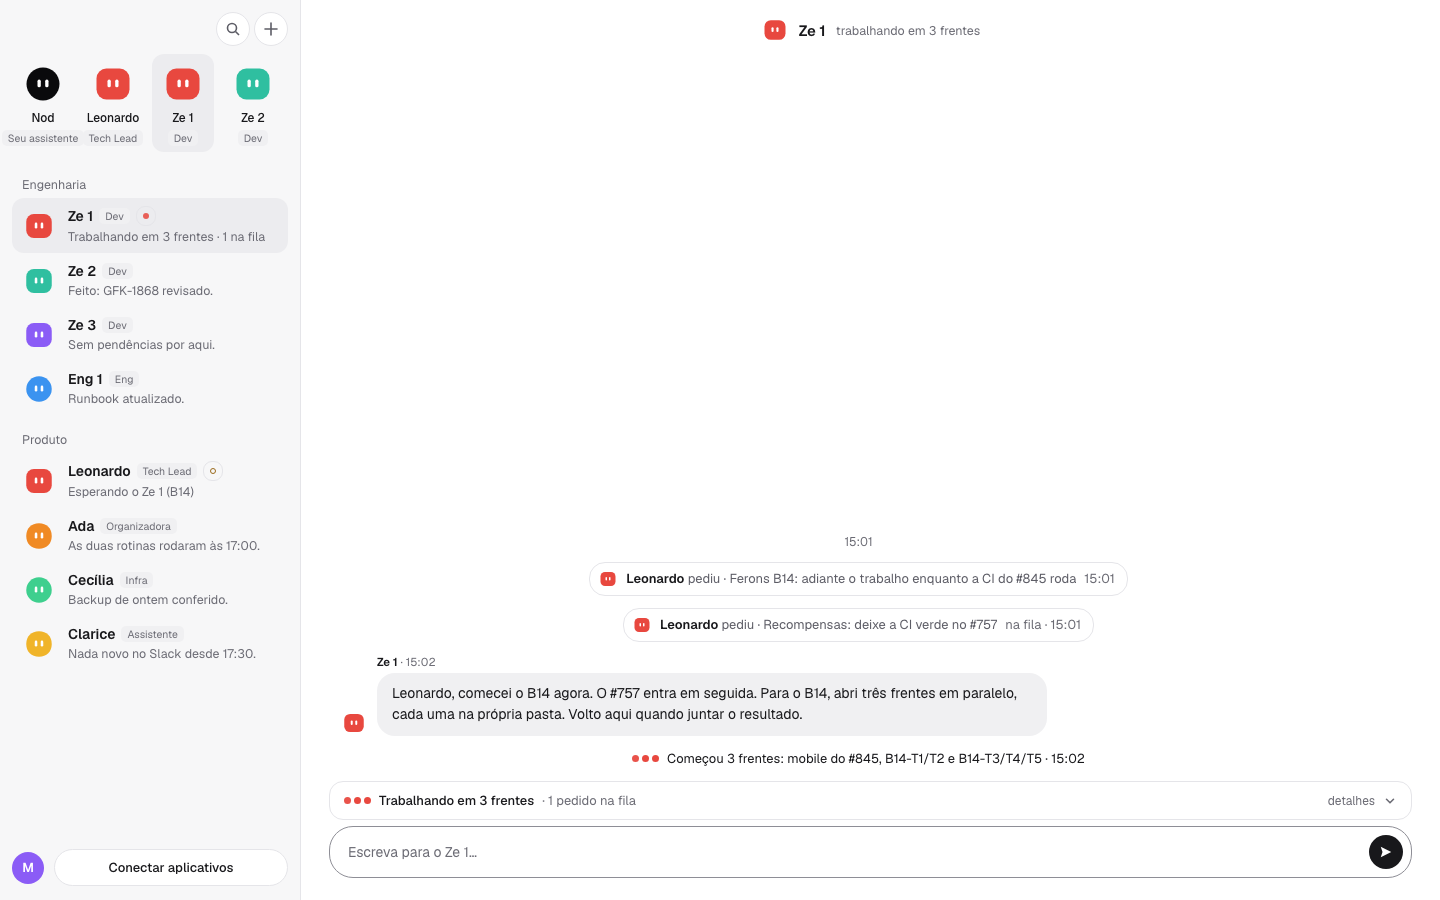 Nod
Seu assistente
Leonardo
Tech Lead
Ze 1
Dev
Ze 2
Dev
Engenharia
Ze 1 Dev
Trabalhando em 3 frentes · 1 na fila
Ze 2 Dev
Feito: GFK-1868 revisado.
Ze 3 Dev
Sem pendências por aqui.
Eng 1 Eng
Runbook atualizado.
Produto
Leonardo Tech Lead
Esperando o Ze 1 (B14)
Ada Organizadora
As duas rotinas rodaram às 17:00.
Cecília Infra
Backup de ontem conferido.
Clarice Assistente
Nada novo no Slack desde 17:30.
M
Conectar aplicativos
Ze 1 trabalhando em 3 frentes
15:01
Leonardo pediu · Ferons B14: adiante o trabalho enquanto a CI do #845 roda 15:01
Leonardo pediu · Recompensas: deixe a CI verde no #757 na fila · 15:01
Ze 1 · 15:02
Leonardo, comecei o B14 agora. O #757 entra em seguida. Para o B14, abri três frentes em paralelo,
cada uma na própria pasta. Volto aqui quando juntar o resultado.
Começou 3 frentes: mobile do #845, B14-T1/T2 e B14-T3/T4/T5 · 15:02
Trabalhando em 3 frentes · 1 pedido na fila
detalhes
Escreva para o Ze 1...